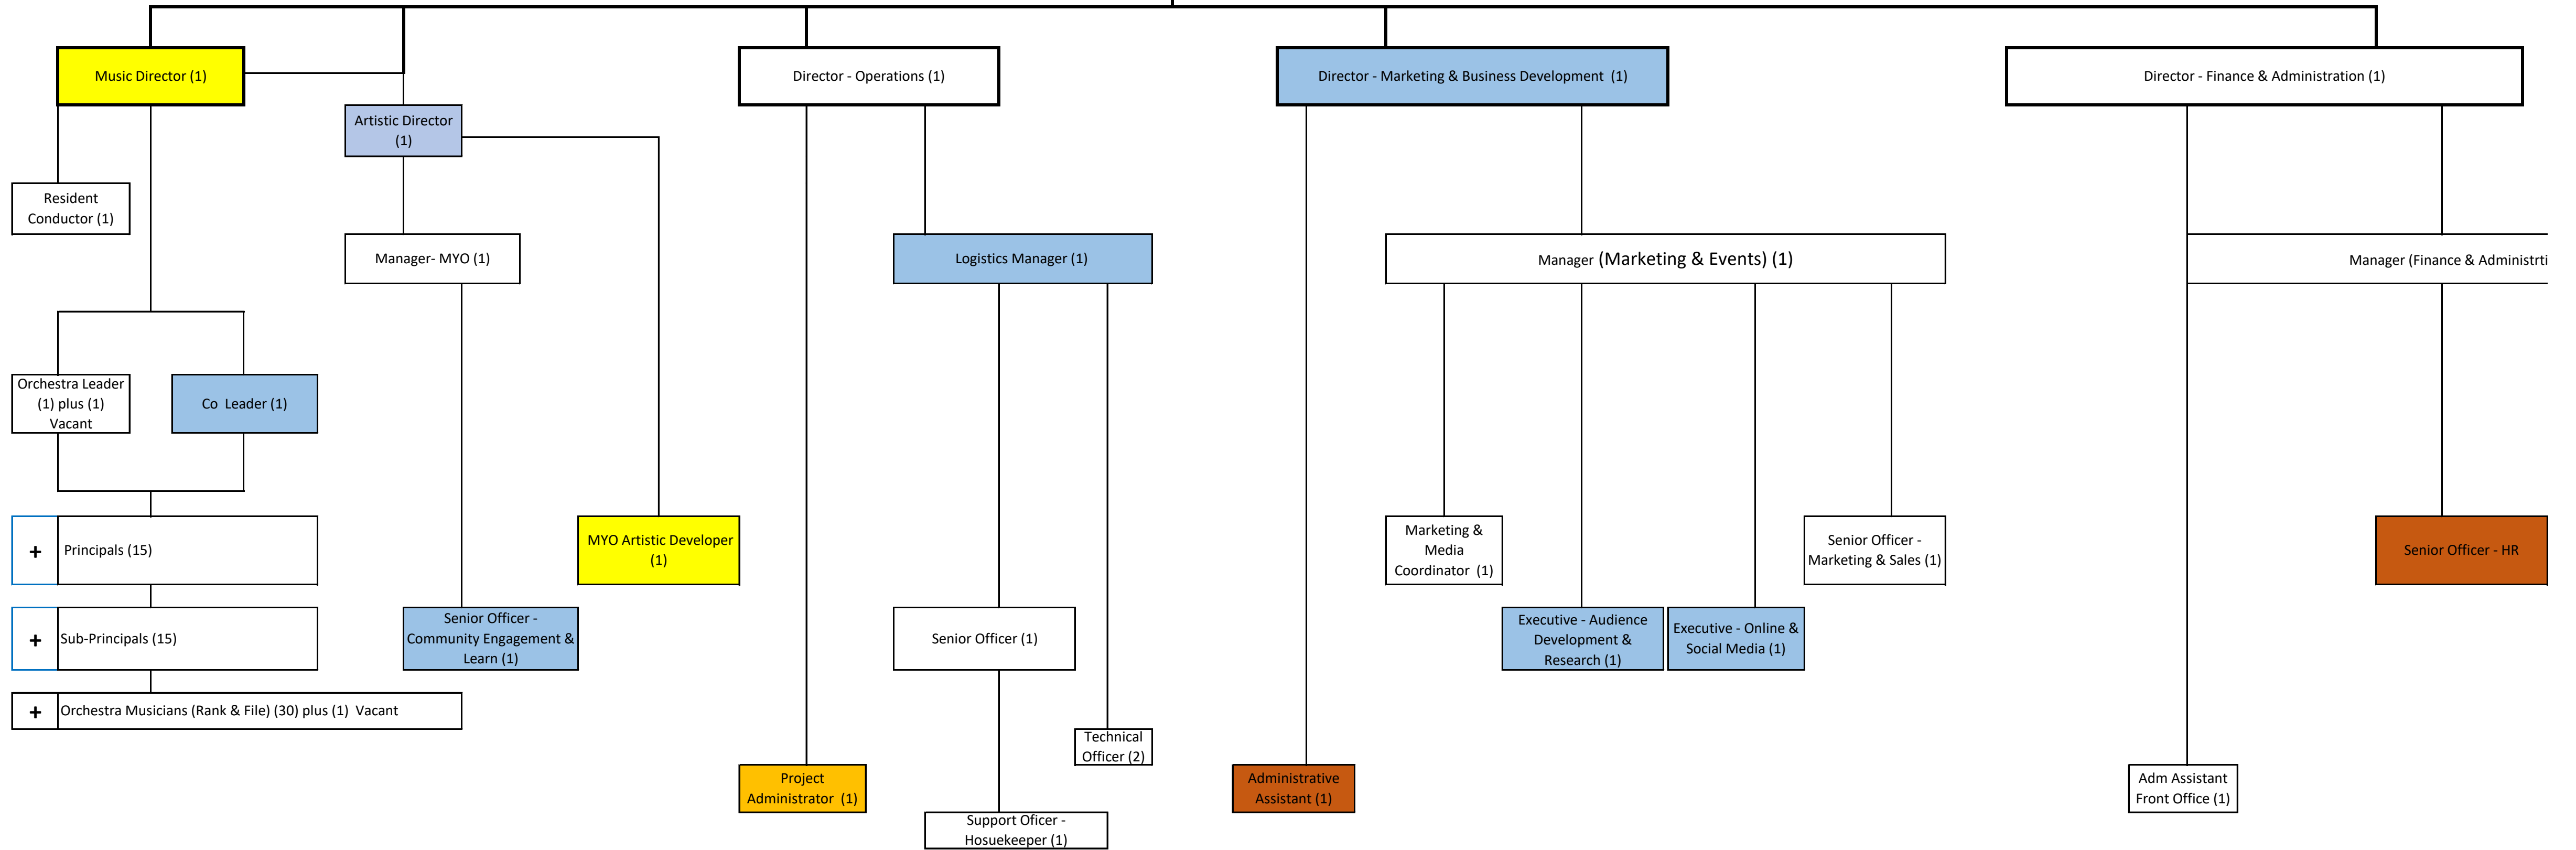 Music Director (1)
Director - Operations (1)
Director - Marketing & Business Development  (1)
Director - Finance & Administration (1)
Artistic Director
(1)
Resident
Conductor (1)
Manager- MYO (1)
Logistics Manager (1)
Manager (Marketing & Events) (1)
Manager (Finance & Administrti
Orchestra Leader
(1) plus (1)
Vacant
Co  Leader (1)
+ Principals (15)
MYO Artistic Developer
(1)
Marketing &
Media
Coordinator  (1)
Senior Officer -
Marketing & Sales (1)
Senior Officer - HR
+ Sub-Principals (15)
Senior Officer -
Community Engagement &
Learn (1)
Senior Officer (1)
Executive - Audience
Development &
Research (1)
Executive - Online &
Social Media (1)
+ Orchestra Musicians (Rank & File) (30) plus (1)  Vacant
Technical
Officer (2)
Project
Administrator  (1)
Administrative
Assistant (1)
Adm Assistant
Front Office (1)
Support Oficer -
Hosuekeeper (1)